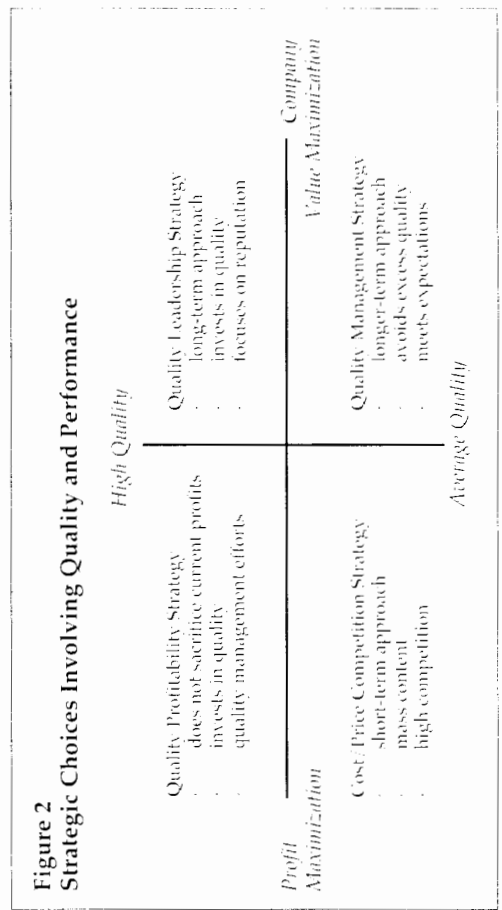 Figure 2
Strategic Choices Involving Quality and Performance
High Quality
Quality Profitability Strategy
· does not sacrifice current profits
· invests in quality
· quality management efforts
Quality Leadership Strategy
· long-term approach
· invests in quality
· focuses on reputation
Profit
Maximization
Company
Value Maximization
Cost/Price Competition Strategy
· short-term approach
· mass content
· high competition
Quality Management Strategy
· longer-term approach
· avoids excess quality
· meets expectations
Average Quality